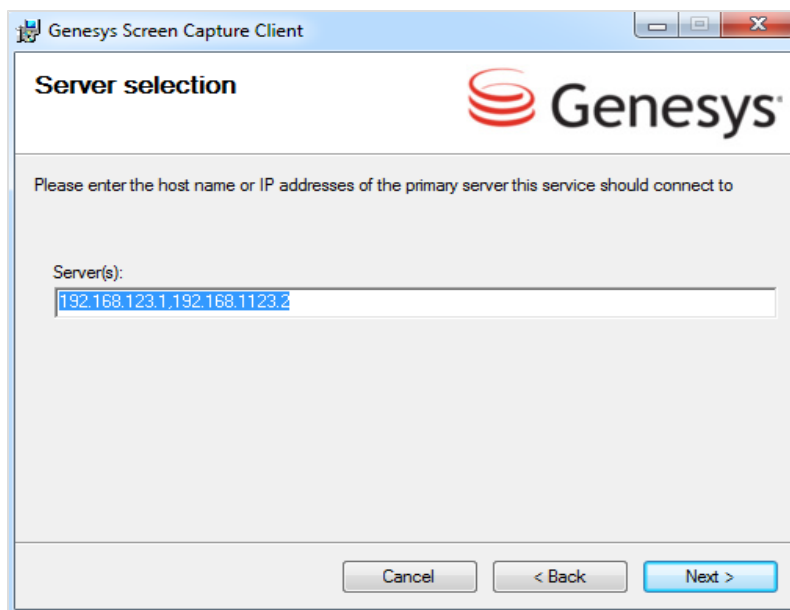 Genesys Screen Capture Client
Server selection
Genesys
Please enter the host name or IP addresses of the primary server this service should connect to
Server(s):
192.168.123.1,192.168.1123.2
Cancel
< Back
Next >